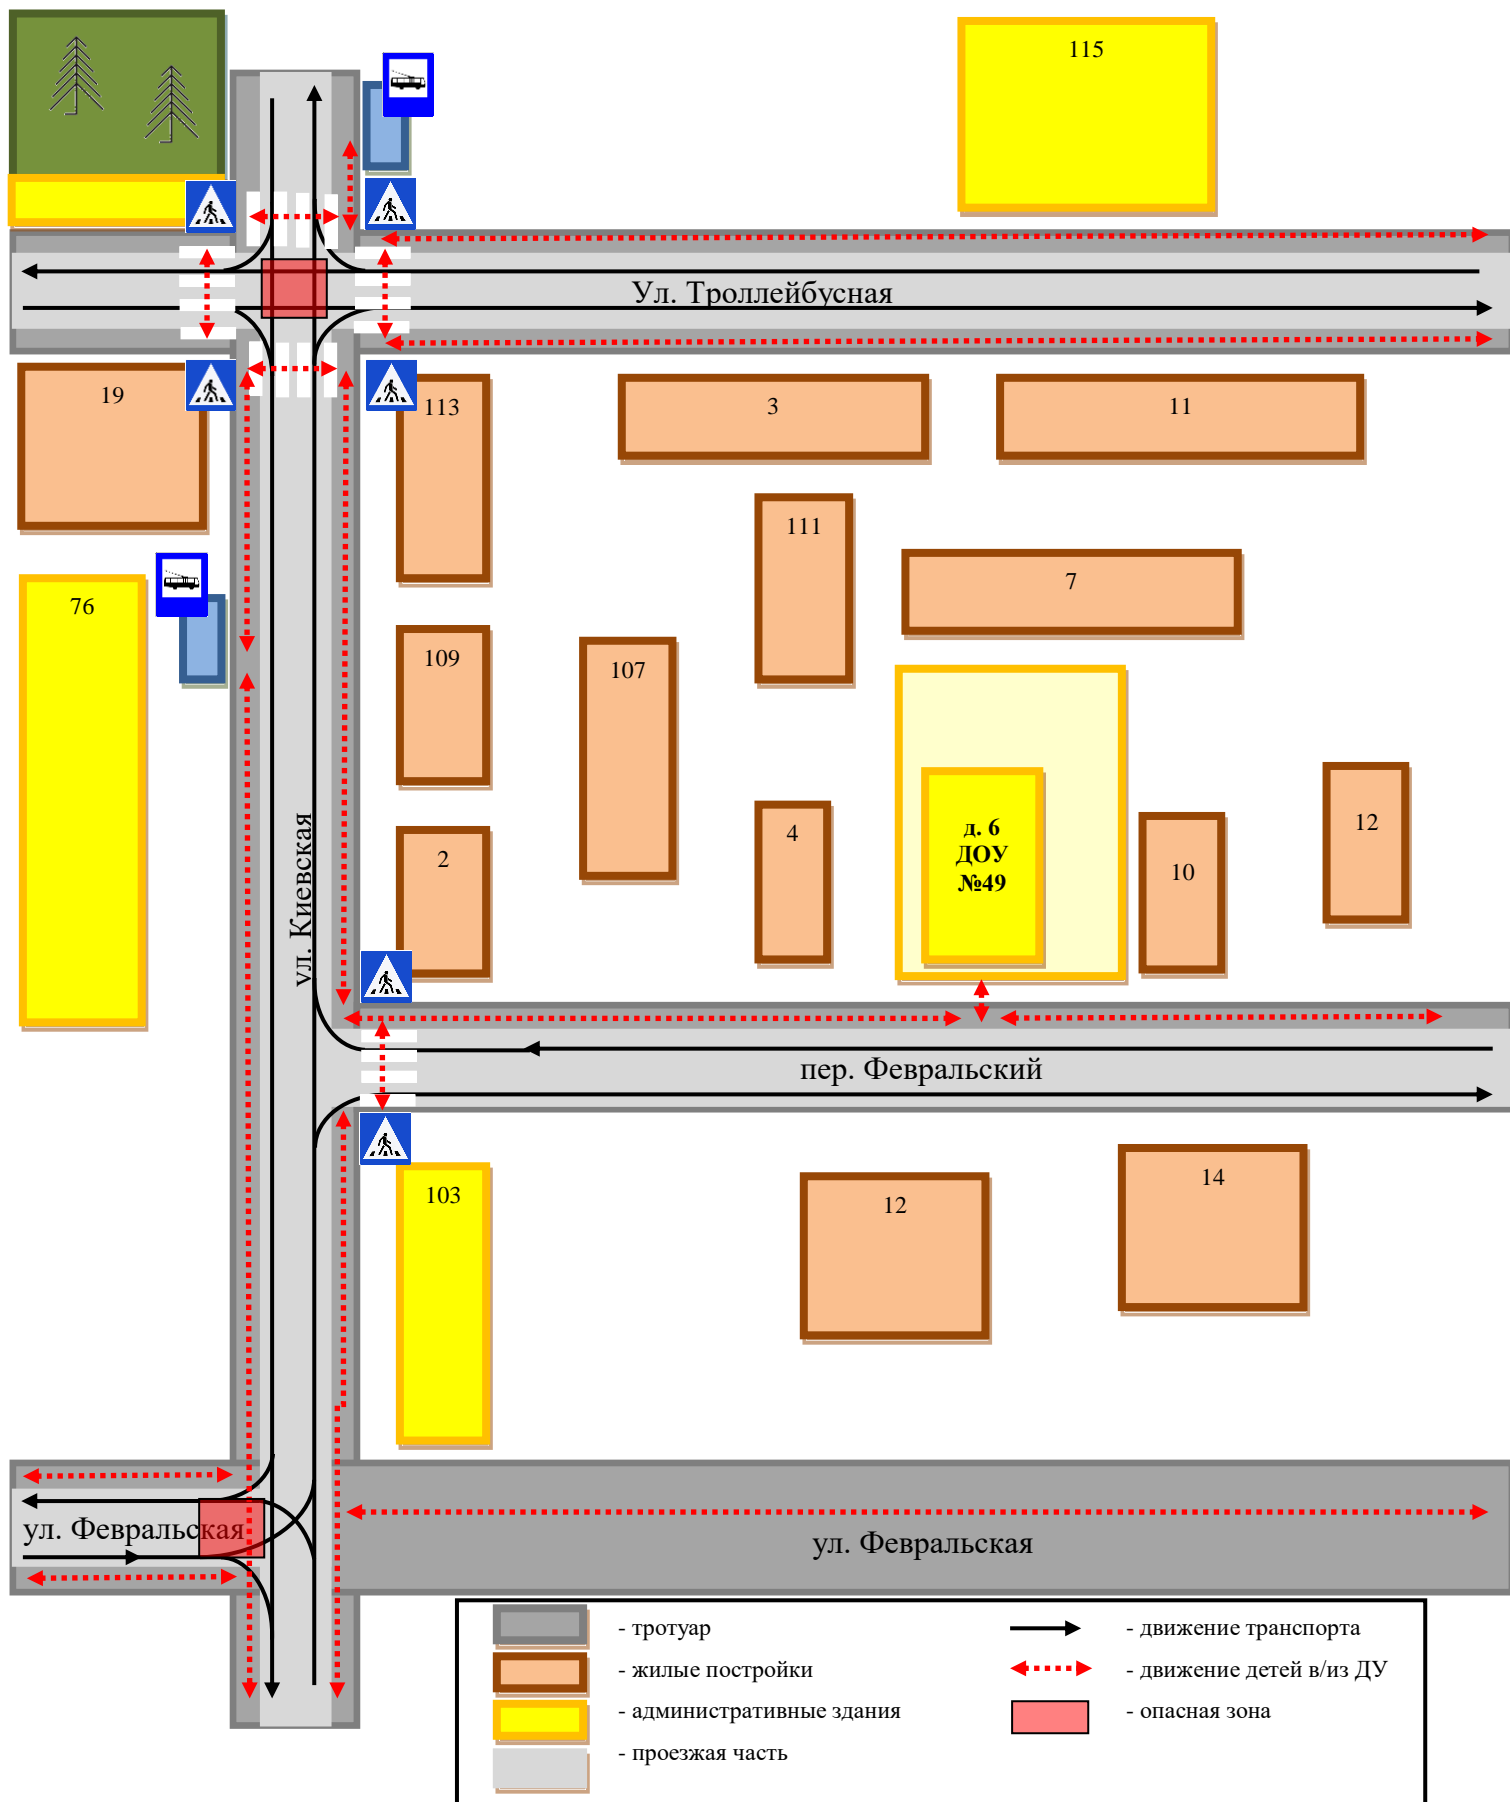 115
Ул. Троллейбусная
19
113
3
11
111
7
76
109
107
12
4
д. 6
ДОУ
№49
2
10
ул. Киевская
пер. Февральский
14
103
12
ул. Февральская
ул. Февральская
- тротуар
- движение транспорта
- жилые постройки
- движение детей в/из ДУ
- административные здания
- опасная зона
- проезжая часть